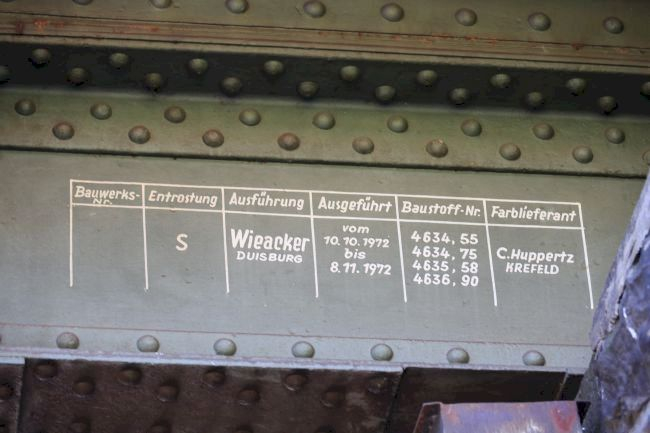 Bauwerks-Nr. Entrostung Ausführung Ausgeführt Baustoff-Nr. Farblieferant
S Wieacker DUISBURG vom 10.10.1972 bis 8.11.1972 4634,55 4634,75 4635,58 4636,90 C.Huppertz KREFELD